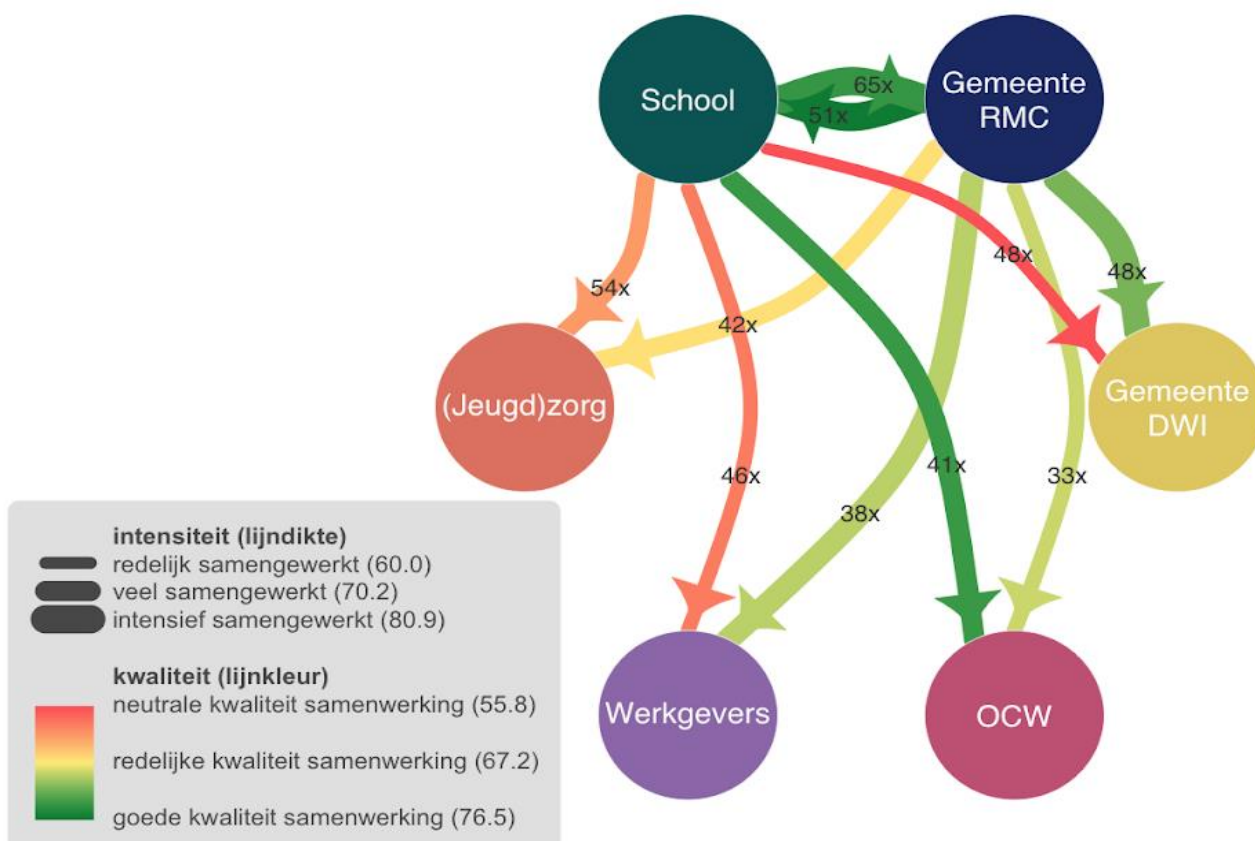 School
Gemeente
RMC
65x
51x
48x
48x
54x
42x
(Jeugd)zorg
Gemeente
DWI
46x
41x
33x
38x
Werkgevers
OCW
intensiteit (lijndikte)
redelijk samengewerkt (60.0)
veel samengewerkt (70.2)
intensief samengewerkt (80.9)
kwaliteit (lijnkleur)
neutrale kwaliteit samenwerking (55.8)
redelijke kwaliteit samenwerking (67.2)
goede kwaliteit samenwerking (76.5)